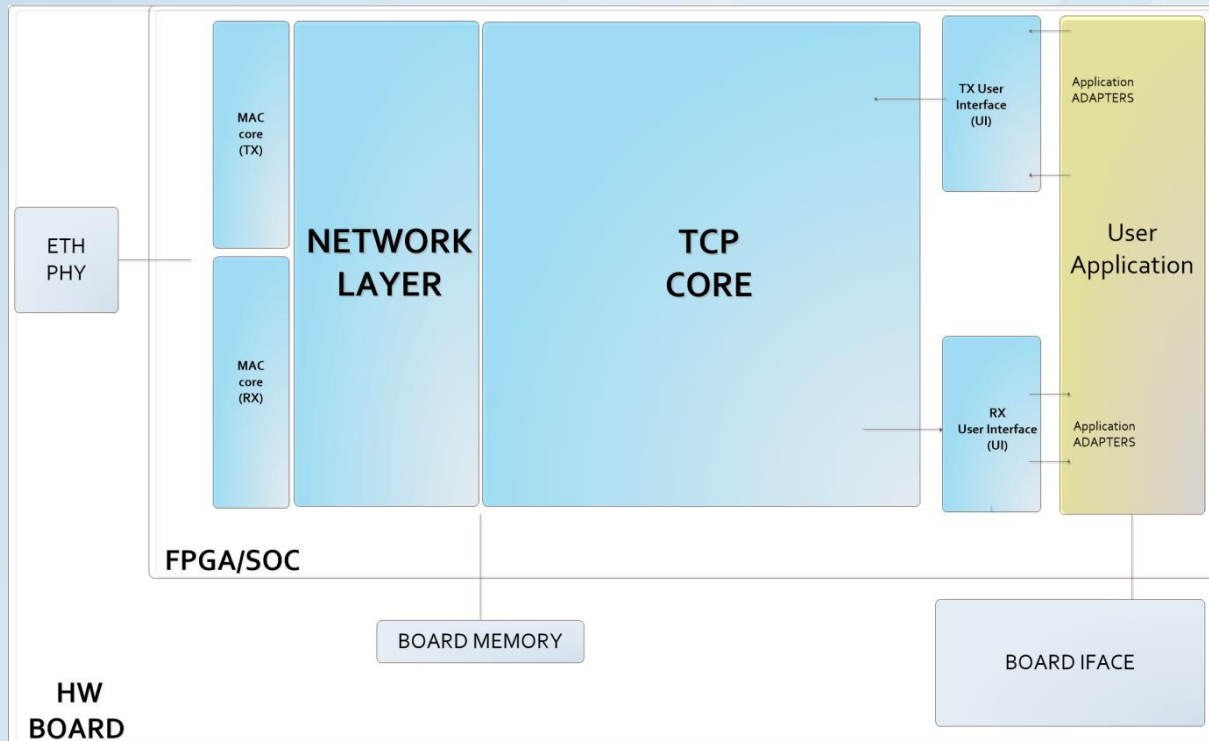 MAC
core
(TX)
NETWORK
LAYER
TCP
CORE
TX User
Interface
(UI)
Application
ADAPTERS
User
Application
ETH
PHY
MAC
core
(RX)
RX
User Interface
(UI)
Application
ADAPTERS
FPGA/SOC
BOARD MEMORY
BOARD IFACE
HW
BOARD